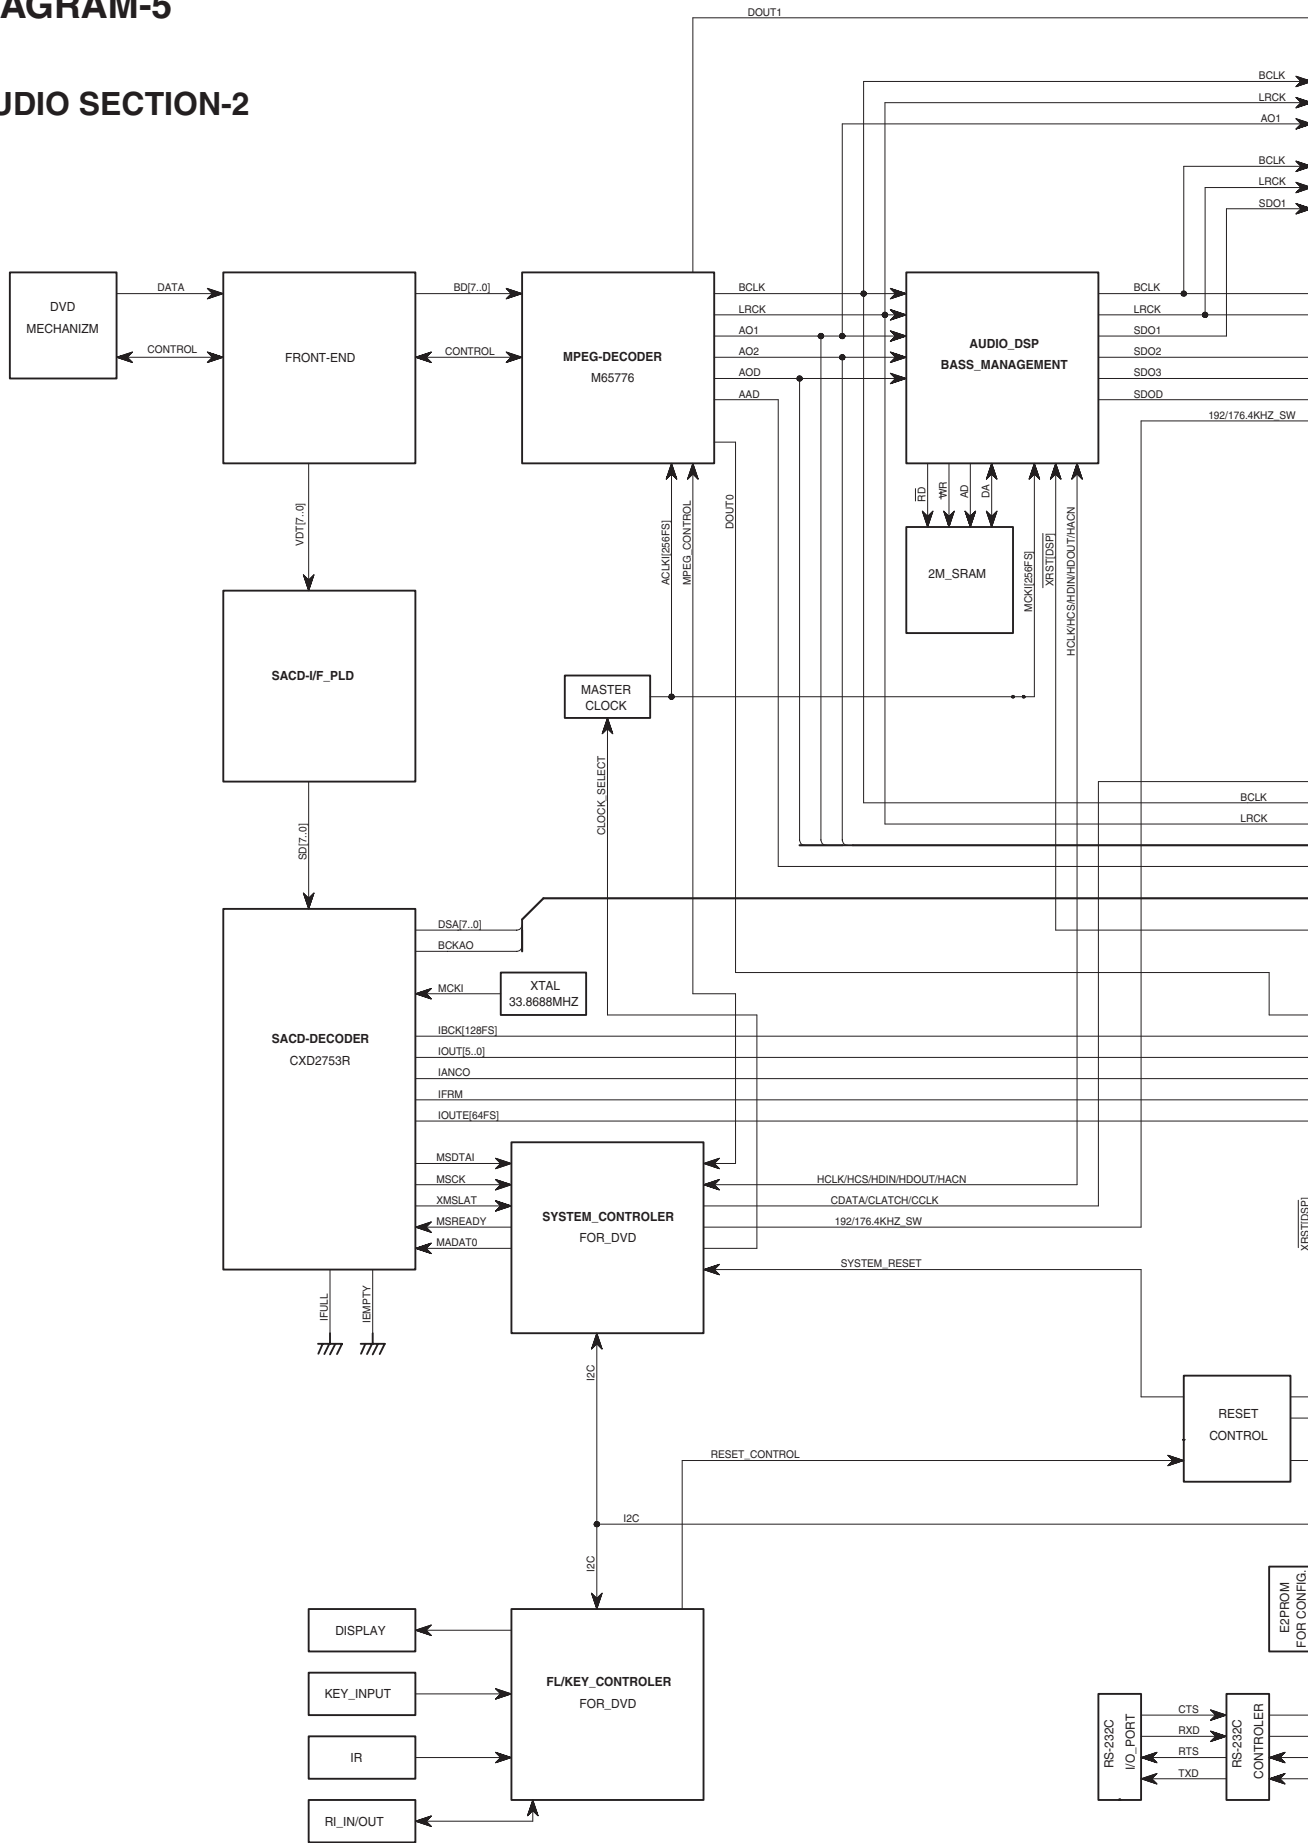 AGRAM-5
UDIO SECTION-2
DOUT1
BCLK
LRCK
AO1
BCLK
LRCK
SDO1
DVD
MECHANIZM
DATA
CONTROL
FRONT-END
BD[7..0]
CONTROL
MPEG-DECODER
M65776
BCLK
LRCK
AO1
AO2
AOD
AAD
AUDIO_DSP
BASS_MANAGEMENT
BCLK
LRCK
SDO1
SDO2
SDO3
SDOD
192/176.4KHZ_SW
VDT[7..0]
ACLKI[256FS]
MPEG_CONTROL
DOUT0
RD
WR
AD
DA
2M_SRAM
MCKI[256FS]
XRST[DSP]
HCLK/HCS/HDIN/HDOUT/HACN
SACD-I/F_PLD
MASTER
CLOCK
CLOCK_SELECT
SD[7..0]
BCLK
LRCK
DSA[7..0]
BCKAO
MCKI
XTAL
33.8688MHZ
SACD-DECODER
CXD2753R
IBCK[128FS]
IOUT[5..0]
IANCO
IFRM
IOUTE[64FS]
MSDTAI
MSCK
XMSLAT
MSREADY
MADAT0
SYSTEM_CONTROLER
FOR_DVD
HCLK/HCS/HDIN/HDOUT/HACN
CDATA/CLATCH/CCLK
192/176.4KHZ_SW
SYSTEM_RESET
XRST[DSP]
IFULL
IEMPTY
I2C
RESET
CONTROL
RESET_CONTROL
I2C
I2C
E2PROM
FOR CONFIG.
DISPLAY
KEY_INPUT
IR
RI_IN/OUT
FL/KEY_CONTROLER
FOR_DVD
RS-232C
I/O_PORT
CTS
RXD
RTS
TXD
RS-232C
CONTROLER